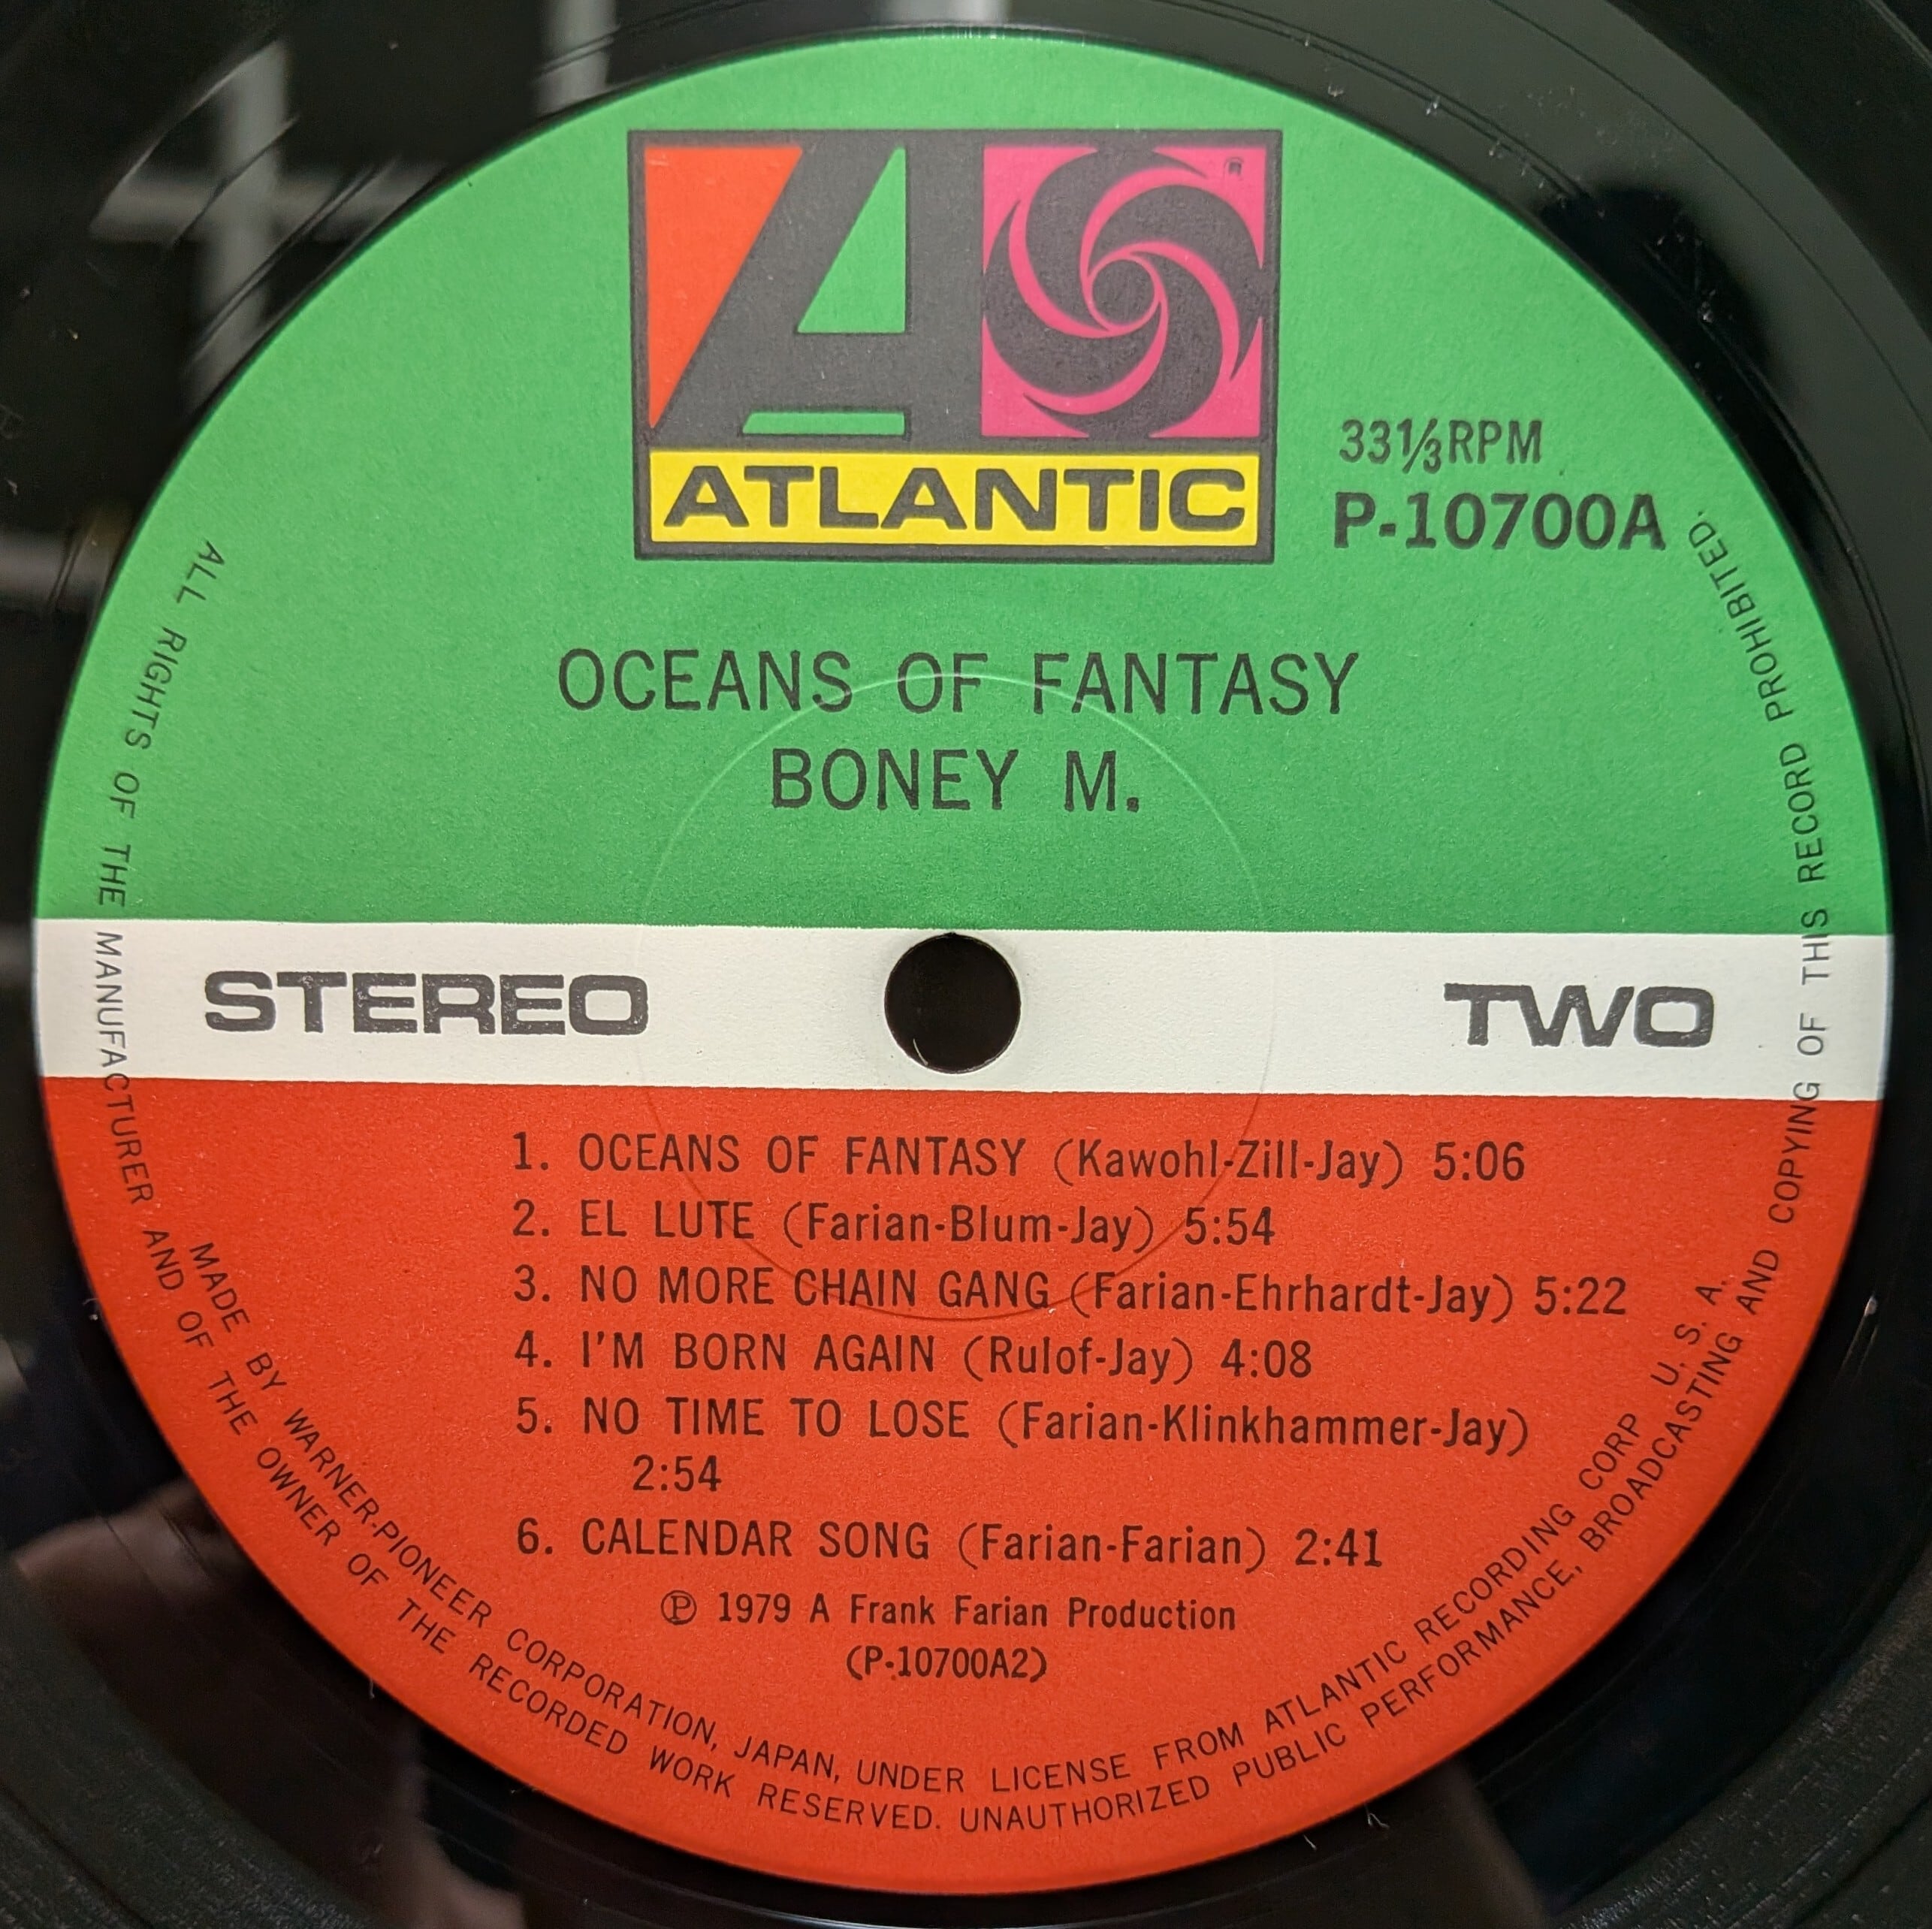 ATLANTIC
33⅓RPM
P-10700A
OCEANS OF FANTASY
BONEY M.
STEREO
TWO
1. OCEANS OF FANTASY (Kawohl-Zill-Jay) 5:06
2. EL LUTE (Farian-Blum-Jay) 5:54
3. NO MORE CHAIN GANG (Farian-Ehrhardt-Jay) 5:22
4. I'M BORN AGAIN (Rulof-Jay) 4:08
5. NO TIME TO LOSE (Farian-Klinkhammer-Jay)
2:54
6. CALENDAR SONG (Farian-Farian) 2:41
℗ 1979 A Frank Farian Production
(P-10700A2)
MADE BY WARNER-PIONEER CORPORATION, JAPAN, UNDER LICENSE FROM ATLANTIC RECORDING CORP U. S. A.
ALL RIGHTS OF THE MANUFACTURER AND OF THE OWNER OF THE RECORDED WORK RESERVED. UNAUTHORIZED PUBLIC PERFORMANCE, BROADCASTING AND COPYING OF THIS RECORD PROHIBITED.